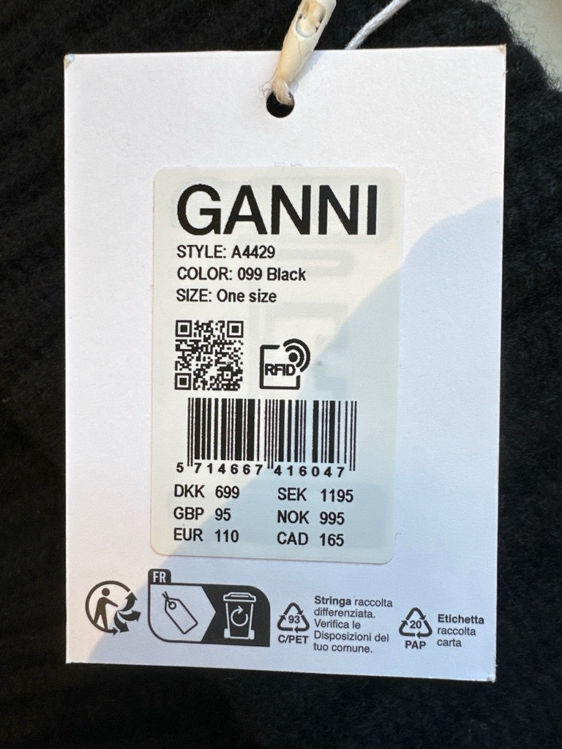 GANNI
STYLE: A4429
COLOR: 099 Black
SIZE: One size
RFID
5 714667 416047
DKK 699 SEK 1195
GBP 95 NOK 995
EUR 110 CAD 165
FR
93
C/PET
Stringa raccolta
differenziata.
Verifica le
Disposizioni del
tuo comune.
20
PAP
Etichetta
raccolta
carta